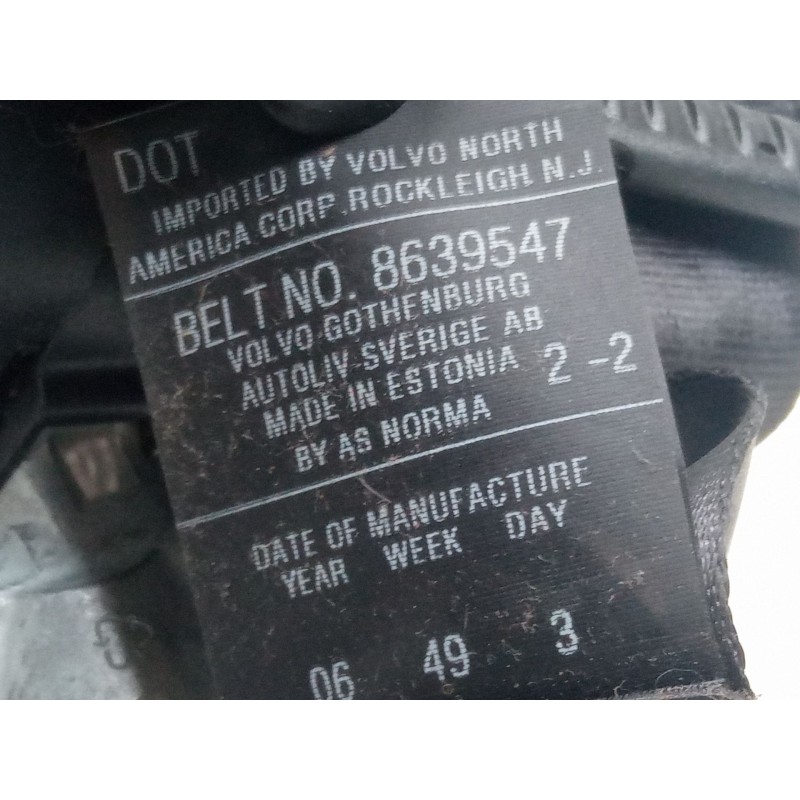 DOT
IMPORTED BY VOLVO NORTH
AMERICA CORP. ROCKLEIGH N.J.
BELT NO. 8639547
VOLVO GOTHENBURG
AUTOLIV SVERIGE AB
MADE IN ESTONIA 2-2
BY AS NORMA
DATE OF MANUFACTURE
YEAR WEEK DAY
06 49 3